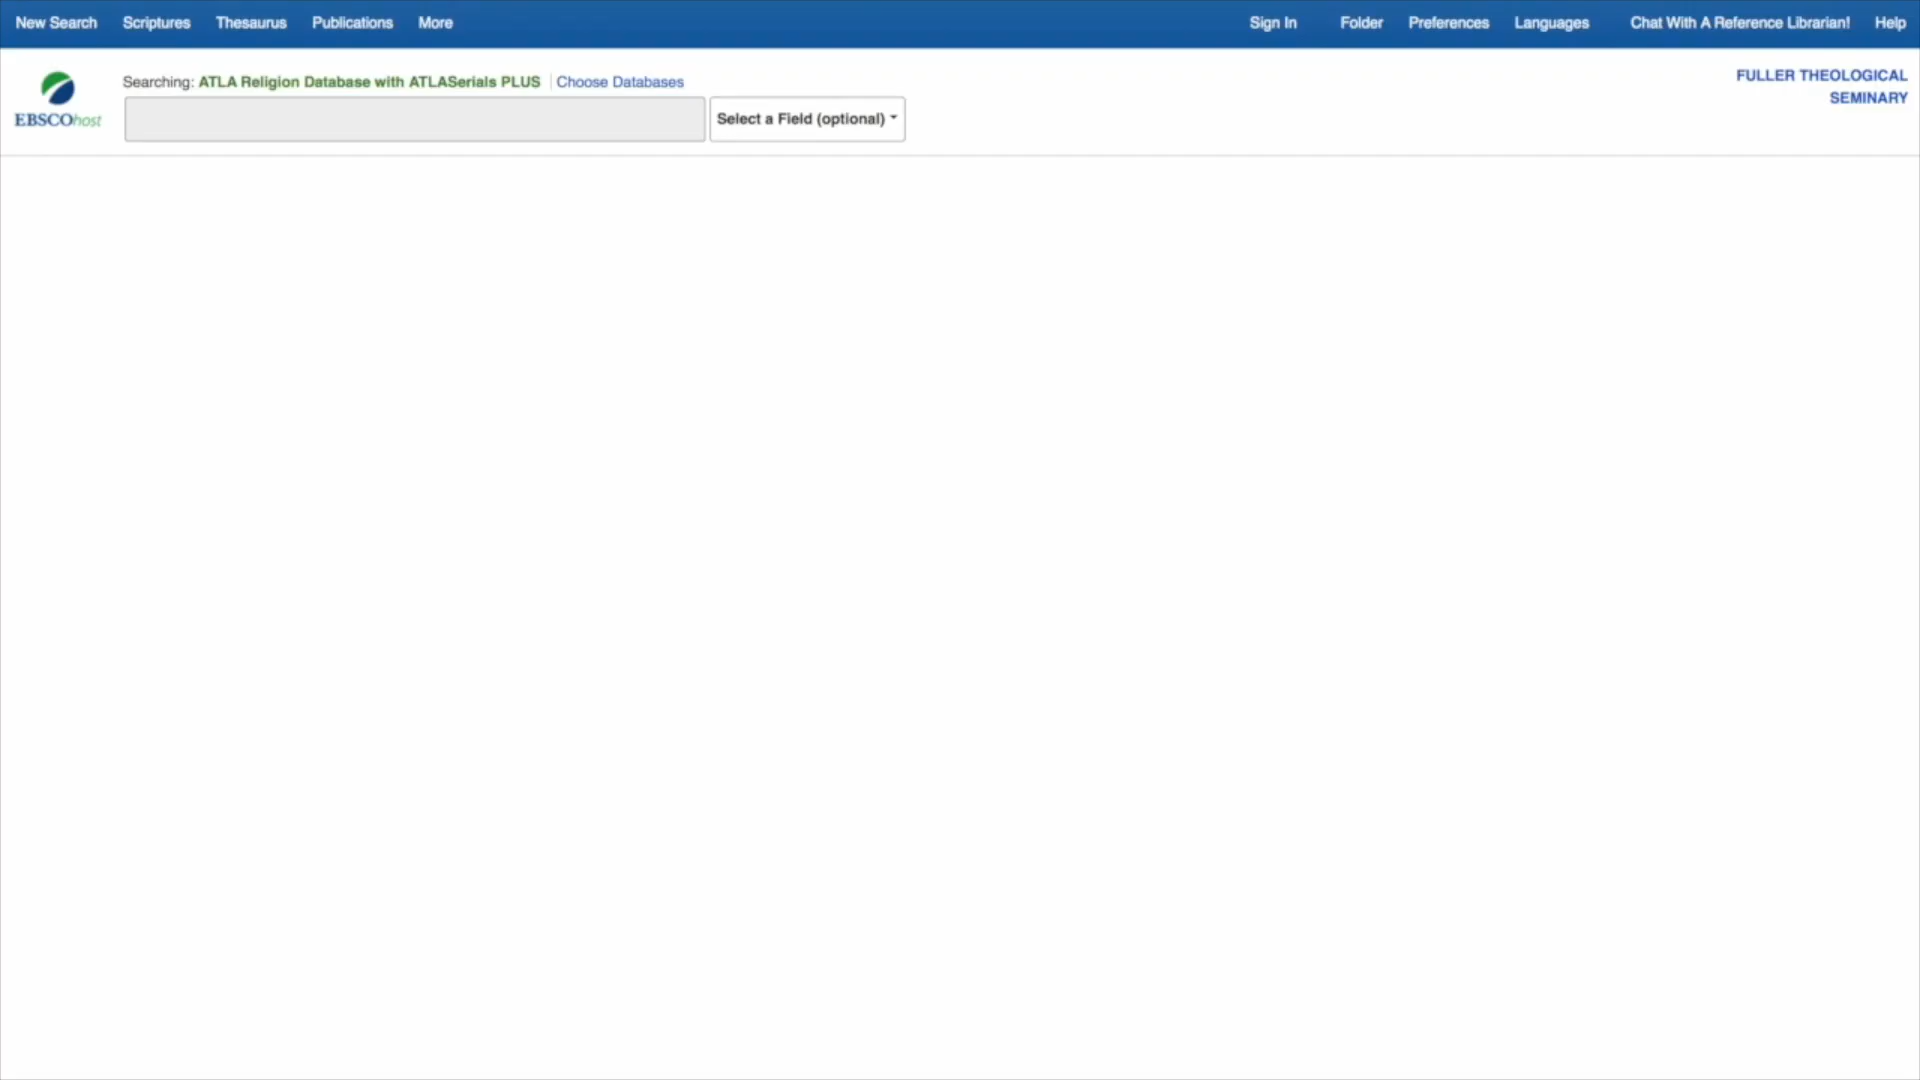 New Search Scriptures Thesaurus Publications More Sign In Folder Preferences Languages Chat With A Reference Librarian! Help
Searching: ATLA Religion Database with ATLASerials PLUS Choose Databases
Select a Field (optional)
EBSCOhost
FULLER THEOLOGICAL
SEMINARY